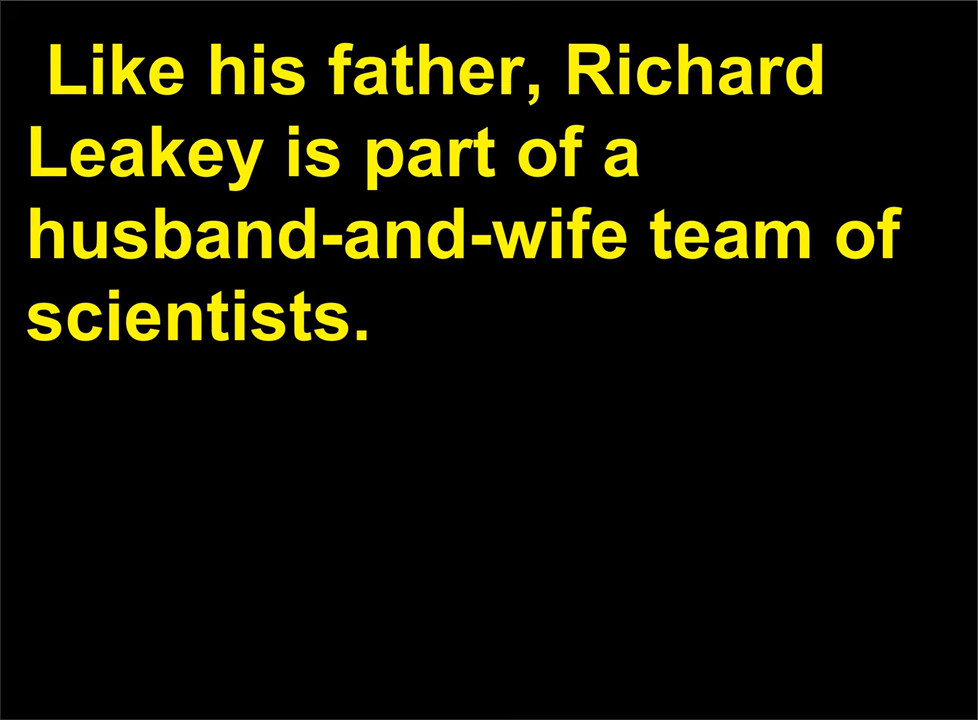 Like his father, Richard
Leakey is part of a
husband-and-wife team of
scientists.